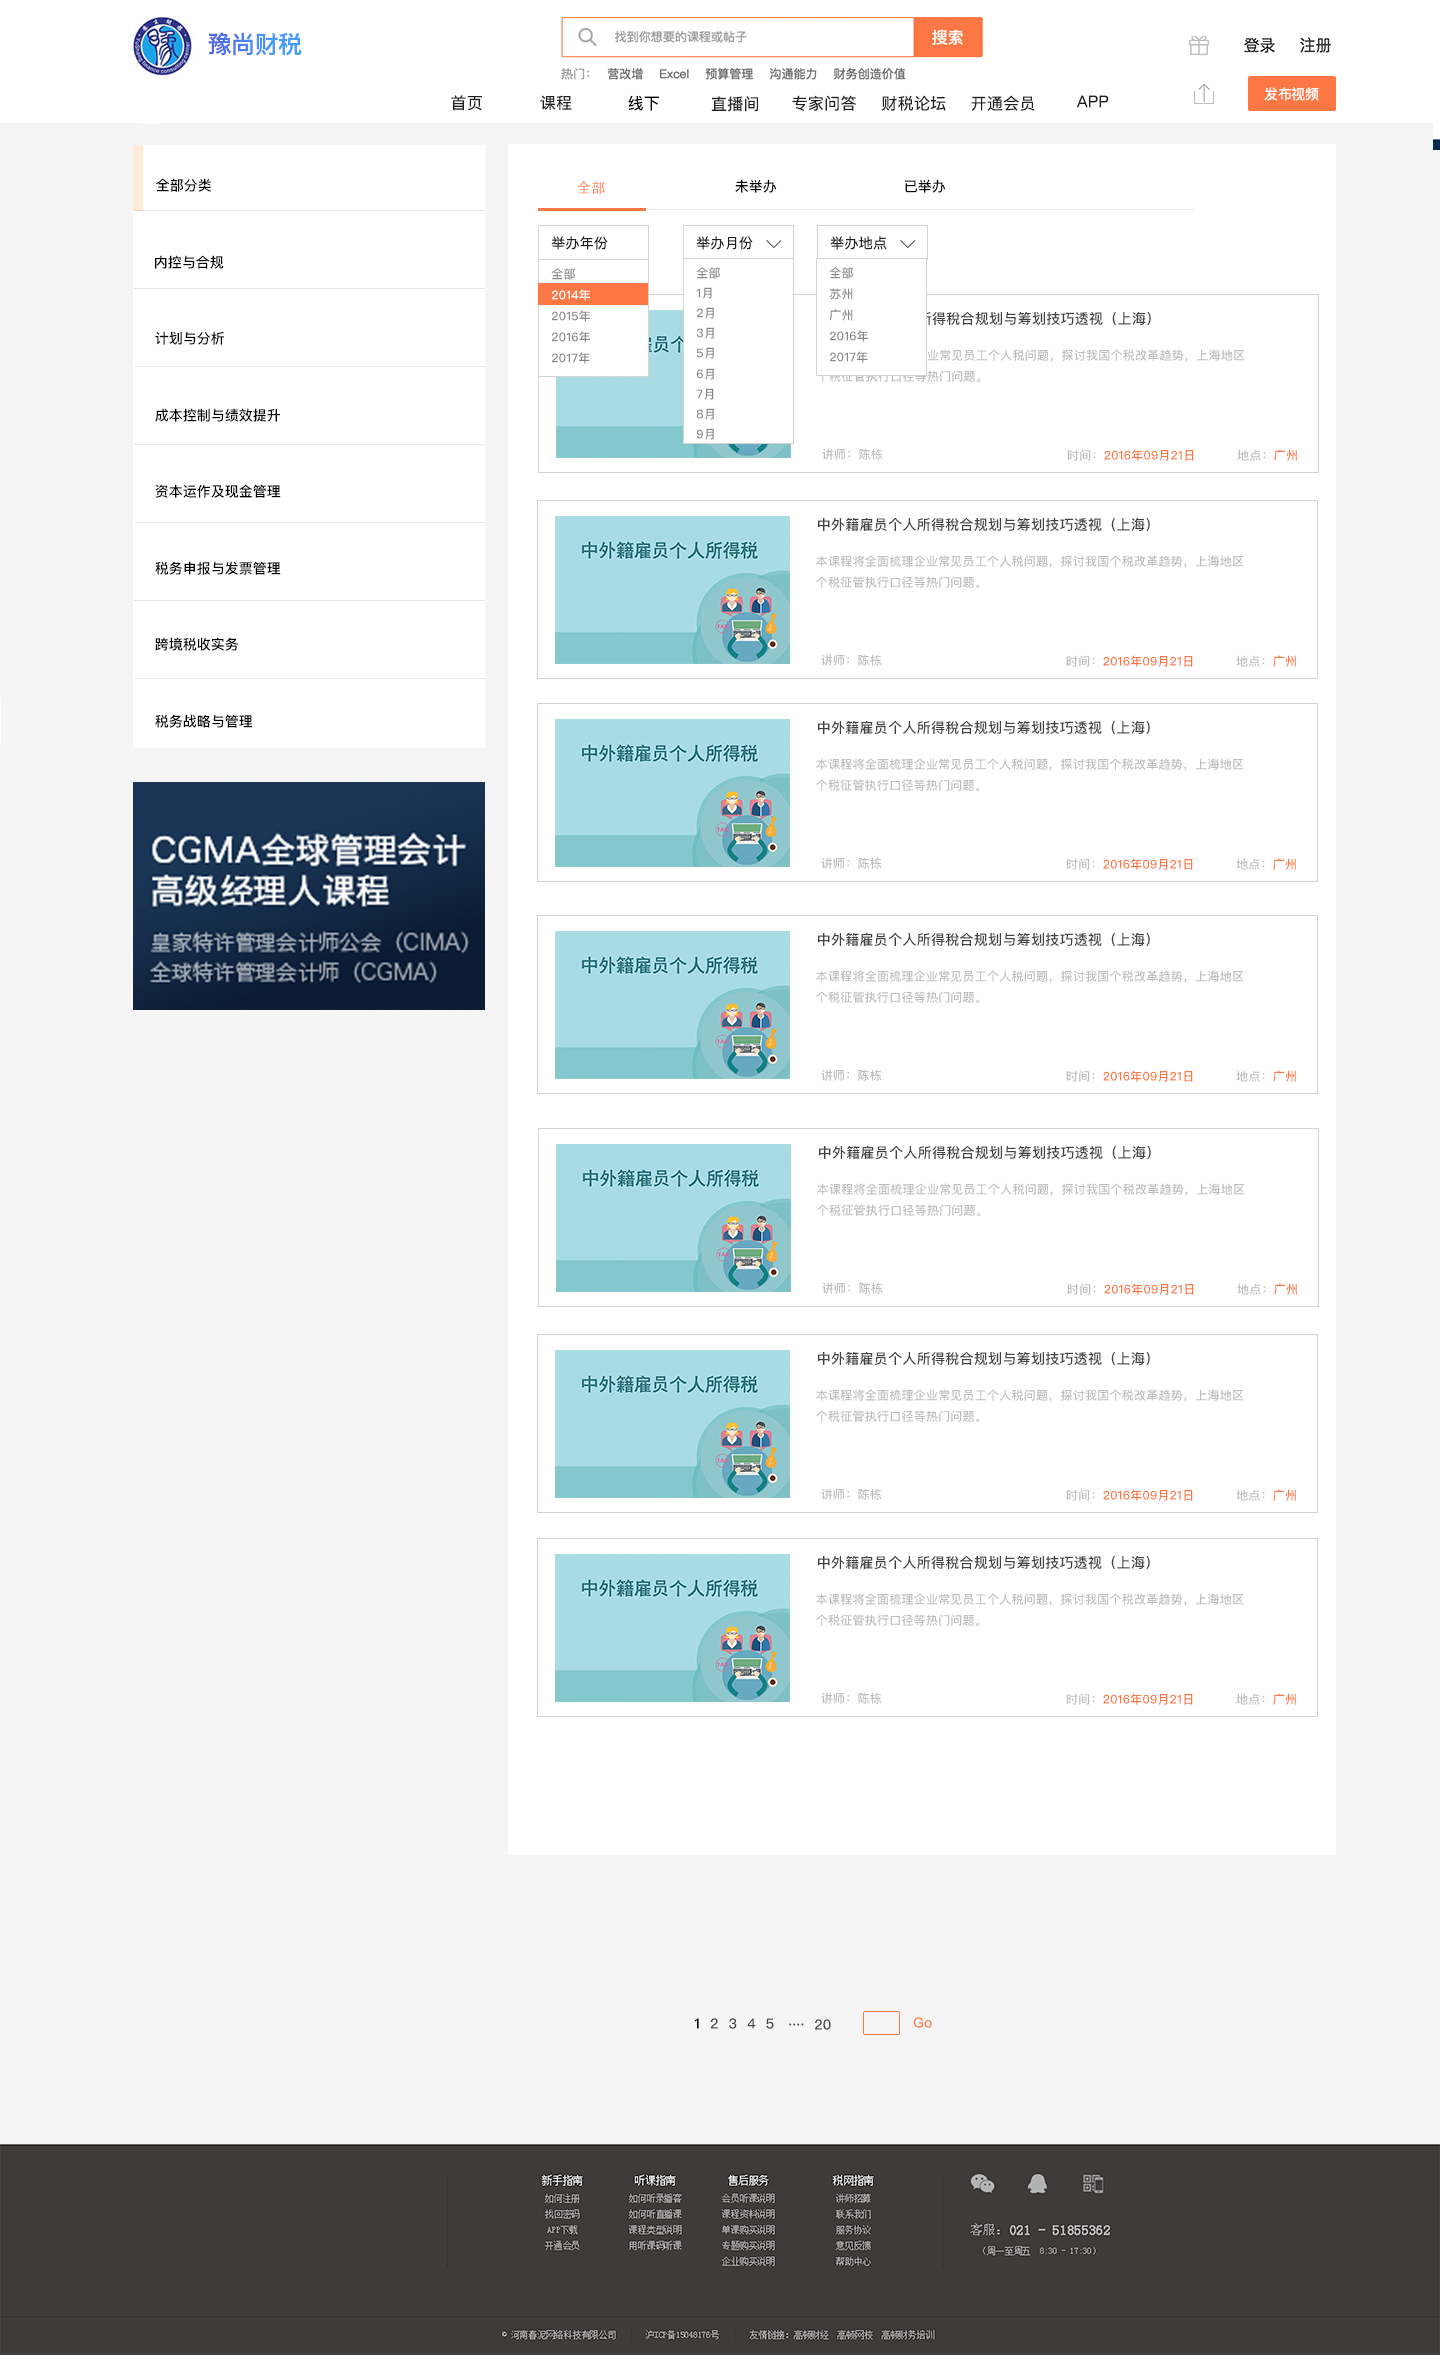 豫尚财税
找到你想要的课程或帖子
搜索
登录 注册
热门： 营改增 Excel 预算管理 沟通能力 财务创造价值
首页 课程 线下 直播间 专家问答 财税论坛 开通会员 APP
发布视频
全部分类
内控与合规
计划与分析
成本控制与绩效提升
资本运作及现金管理
税务申报与发票管理
跨境税收实务
税务战略与管理
CGMA全球管理会计
高级经理人课程
皇家特许管理会计师公会（CIMA）
全球特许管理会计师（CGMA）
全部 未举办 已举办
举办年份
全部
2014年
2015年
2016年
2017年
举办月份
全部
1月
2月
3月
5月
6月
7月
8月
9月
举办地点
全部
苏州
广州
2016年
2017年
所得税合规划与筹划技巧透视（上海）
业常见员工个人税问题，探讨我国个税改革趋势，上海地区
个税征管执行口径等热门问题。
讲师：陈栋 时间：2016年09月21日 地点：广州
中外籍雇员个人所得税
中外籍雇员个人所得税合规划与筹划技巧透视（上海）
本课程将全面梳理企业常见员工个人税问题，探讨我国个税改革趋势，上海地区
个税征管执行口径等热门问题。
讲师：陈栋 时间：2016年09月21日 地点：广州
中外籍雇员个人所得税
中外籍雇员个人所得税合规划与筹划技巧透视（上海）
本课程将全面梳理企业常见员工个人税问题，探讨我国个税改革趋势，上海地区
个税征管执行口径等热门问题。
讲师：陈栋 时间：2016年09月21日 地点：广州
中外籍雇员个人所得税
中外籍雇员个人所得税合规划与筹划技巧透视（上海）
本课程将全面梳理企业常见员工个人税问题，探讨我国个税改革趋势，上海地区
个税征管执行口径等热门问题。
讲师：陈栋 时间：2016年09月21日 地点：广州
中外籍雇员个人所得税
中外籍雇员个人所得税合规划与筹划技巧透视（上海）
本课程将全面梳理企业常见员工个人税问题，探讨我国个税改革趋势，上海地区
个税征管执行口径等热门问题。
讲师：陈栋 时间：2016年09月21日 地点：广州
中外籍雇员个人所得税
中外籍雇员个人所得税合规划与筹划技巧透视（上海）
本课程将全面梳理企业常见员工个人税问题，探讨我国个税改革趋势，上海地区
个税征管执行口径等热门问题。
讲师：陈栋 时间：2016年09月21日 地点：广州
中外籍雇员个人所得税
中外籍雇员个人所得税合规划与筹划技巧透视（上海）
本课程将全面梳理企业常见员工个人税问题，探讨我国个税改革趋势，上海地区
个税征管执行口径等热门问题。
讲师：陈栋 时间：2016年09月21日 地点：广州
1 2 3 4 5 ···· 20 Go
新手指南
如何注册
找回密码
APP下载
开通会员
听课指南
如何听录播客
如何听直播课
课程类型说明
用听课码听课
售后服务
会员听课说明
课程资料说明
单课购买说明
专题购买说明
企业购买说明
税网指南
讲师招募
联系我们
服务协议
意见反馈
帮助中心
客服：021 - 51855362
（周一至周五 8:30 - 17:30）
© 河南春泥网络科技有限公司 沪ICP备15048176号 友情链接：高顿财经 高顿网校 高顿财务培训